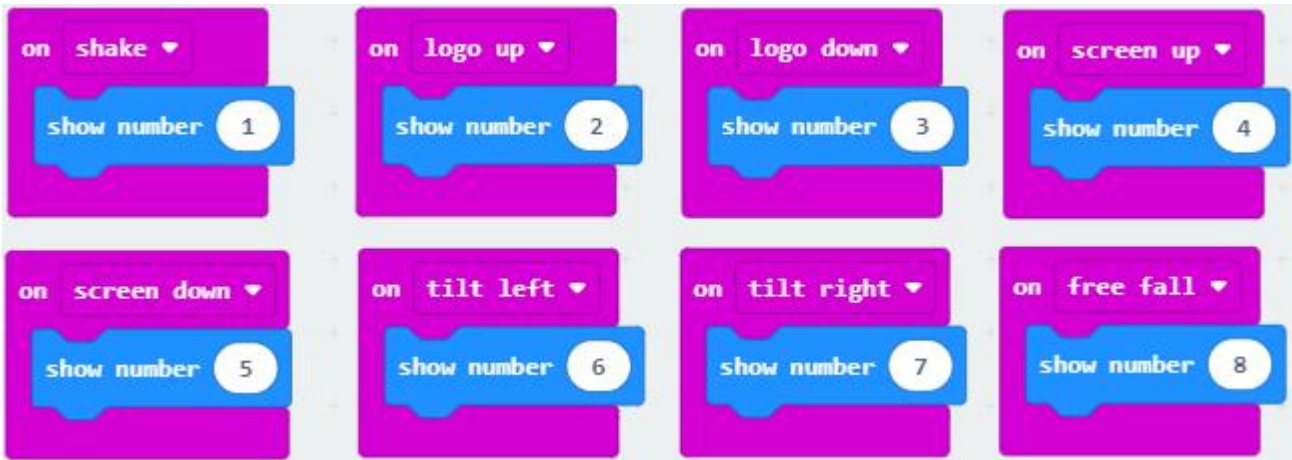 on shake
show number 1
on logo up
show number 2
on logo down
show number 3
on screen up
show number 4
on screen down
show number 5
on tilt left
show number 6
on tilt right
show number 7
on free fall
show number 8